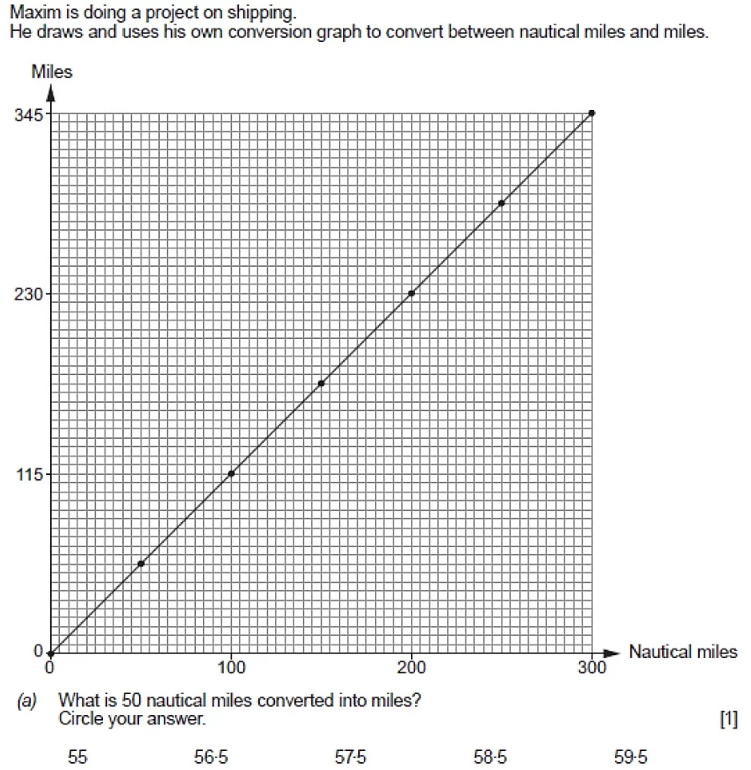 Maxim is doing a project on shipping.
He draws and uses his own conversion graph to convert between nautical miles and miles.
Miles
345
230
115
0
0 100 200 300
Nautical miles
(a) What is 50 nautical miles converted into miles?
Circle your answer. [1]
55 56·5 57·5 58·5 59·5